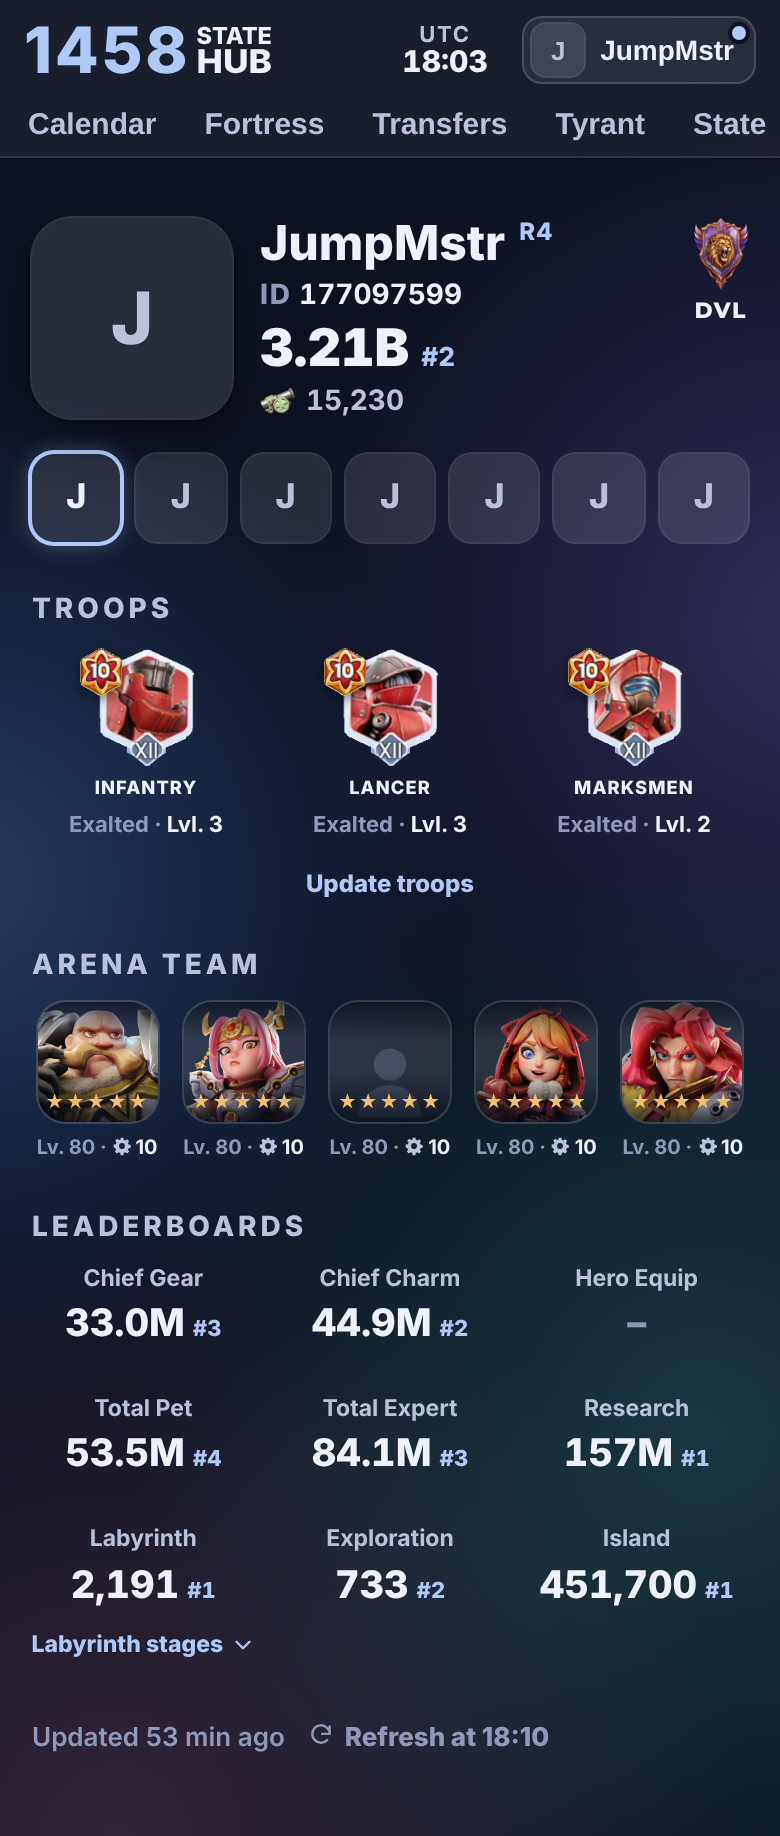 1458 STATE HUB
UTC
18:03
J JumpMstr
Calendar Fortress Transfers Tyrant State
J
JumpMstr R4
ID 177097599
3.21B #2
15,230
DVL
J J J J J J J
TROOPS
10 10 10
XII XII XII
INFANTRY LANCER MARKSMEN
Exalted · Lvl. 3 Exalted · Lvl. 3 Exalted · Lvl. 2
Update troops
ARENA TEAM
Lv. 80 · 10 Lv. 80 · 10 Lv. 80 · 10 Lv. 80 · 10 Lv. 80 · 10
LEADERBOARDS
Chief Gear Chief Charm Hero Equip
33.0M #3 44.9M #2 –
Total Pet Total Expert Research
53.5M #4 84.1M #3 157M #1
Labyrinth Exploration Island
2,191 #1 733 #2 451,700 #1
Labyrinth stages
Updated 53 min ago Refresh at 18:10